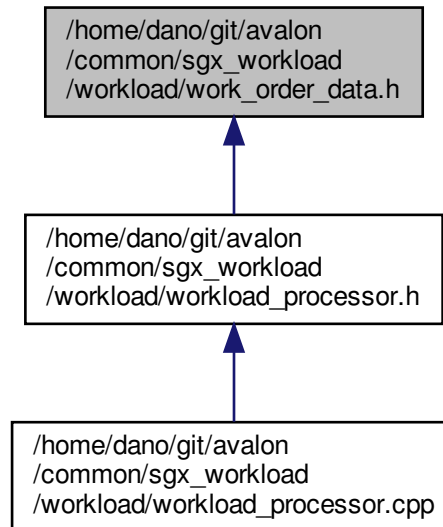 /home/dano/git/avalon
/common/sgx_workload
/workload/work_order_data.h
/home/dano/git/avalon
/common/sgx_workload
/workload/workload_processor.h
/home/dano/git/avalon
/common/sgx_workload
/workload/workload_processor.cpp